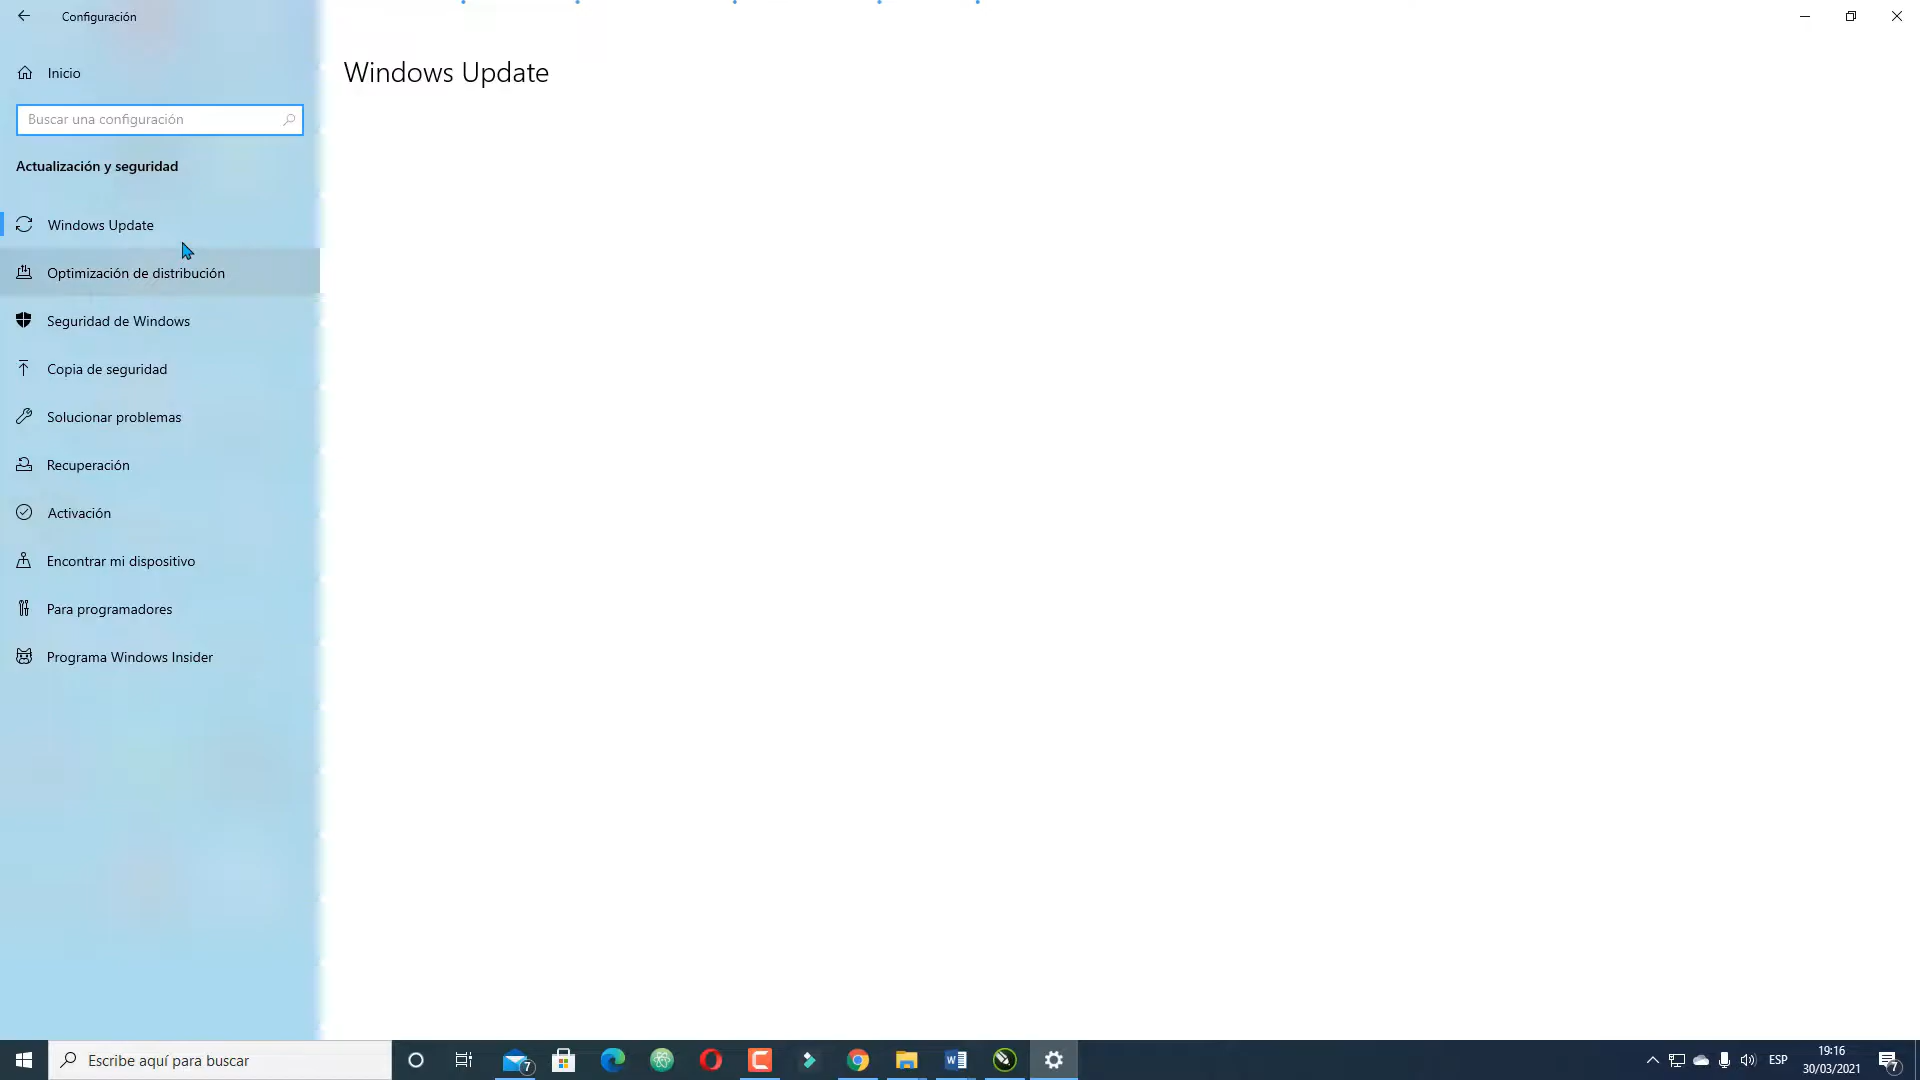 Configuración
Inicio
Buscar una configuración
Actualización y seguridad
Windows Update
Optimización de distribución
Seguridad de Windows
Copia de seguridad
Solucionar problemas
Recuperación
Activación
Encontrar mi dispositivo
Para programadores
Programa Windows Insider
Windows Update
Escribe aquí para buscar
7
W
ESP
19:16
30/03/2021
7